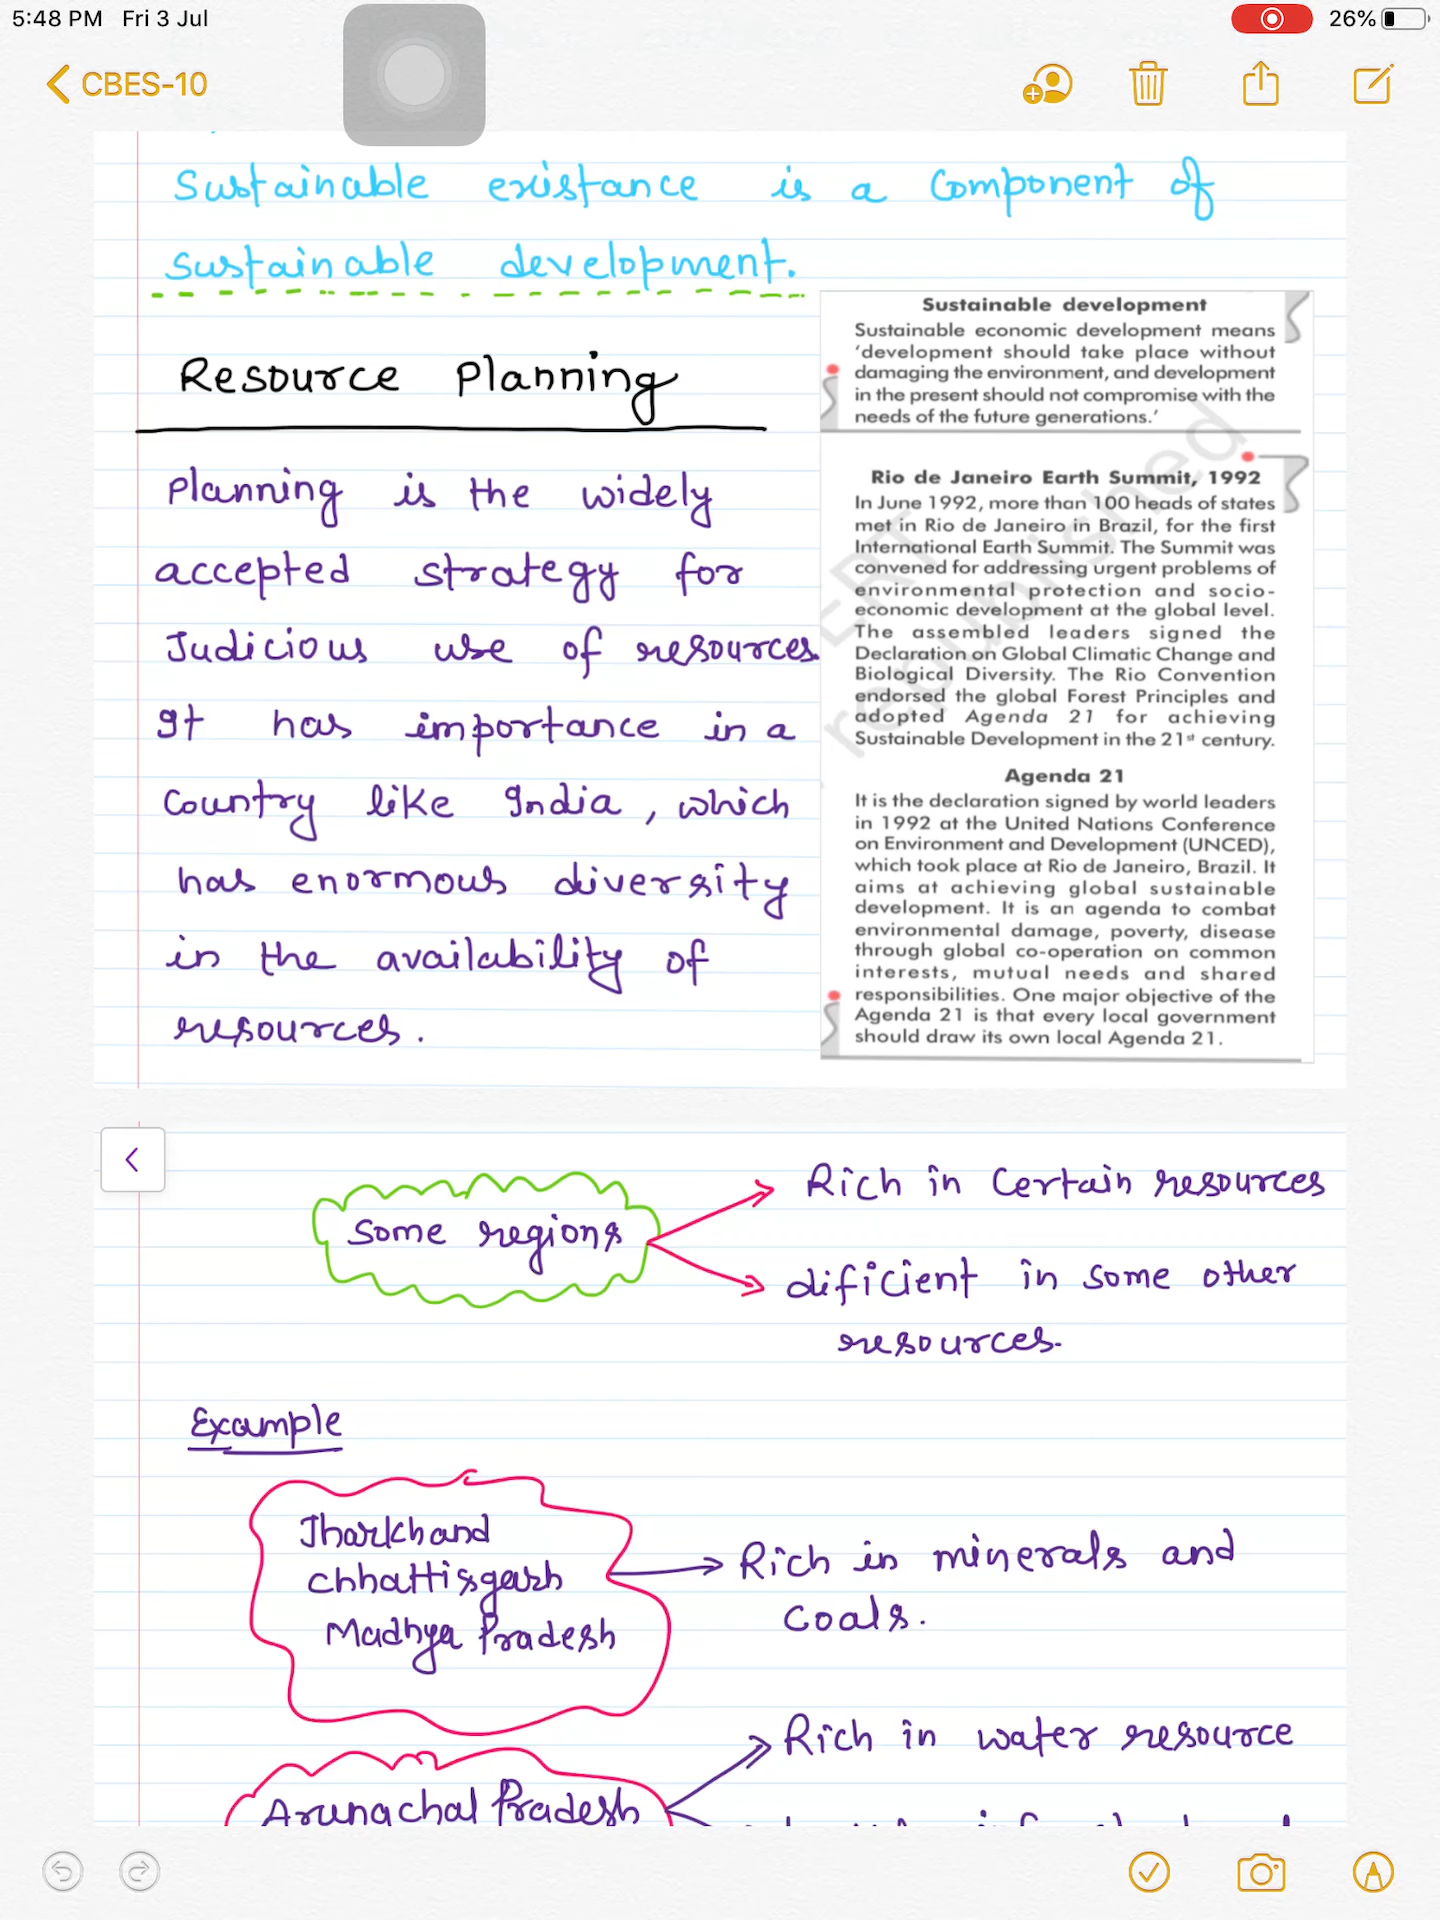 5:48 PM Fri 3 Jul
26%
CBES-10
Sustainable existance is a Component of
Sustainable development.
Resource Planning
Planning is the widely
accepted strategy for
Judicious use of resources.
It has importance in a
Country like India, which
has enormous diversity
in the availability of
resources.
Sustainable development
Sustainable economic development means
‘development should take place without
damaging the environment, and development
in the present should not compromise with the
needs of the future generations.’
Rio de Janeiro Earth Summit, 1992
In June 1992, more than 100 heads of states
met in Rio de Janeiro in Brazil, for the first
International Earth Summit. The Summit was
convened for addressing urgent problems of
environmental protection and socio-
economic development at the global level.
The assembled leaders signed the
Declaration on Global Climatic Change and
Biological Diversity. The Rio Convention
endorsed the global Forest Principles and
adopted Agenda 21 for achieving
Sustainable Development in the 21st century.
Agenda 21
It is the declaration signed by world leaders
in 1992 at the United Nations Conference
on Environment and Development (UNCED),
which took place at Rio de Janeiro, Brazil. It
aims at achieving global sustainable
development. It is an agenda to combat
environmental damage, poverty, disease
through global co-operation on common
interests, mutual needs and shared
responsibilities. One major objective of the
Agenda 21 is that every local government
should draw its own local Agenda 21.
republished
Some regions
Rich in Certain resources
dificient in some other
resources.
Example
Jharkhand
Chhattisgarh
Madhya Pradesh
Rich in minerals and
Coals.
Arunachal Pradesh
Rich in water resource